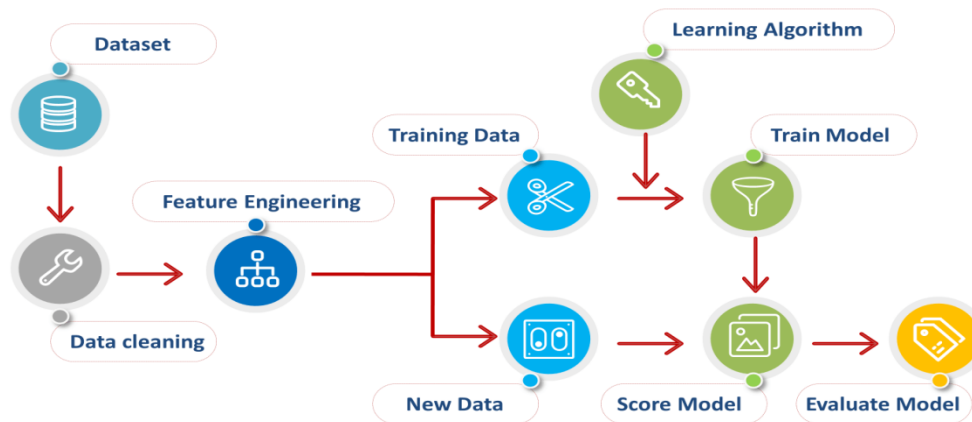 Dataset
Learning Algorithm
Training Data
Train Model
Feature Engineering
Data cleaning
New Data
Score Model
Evaluate Model